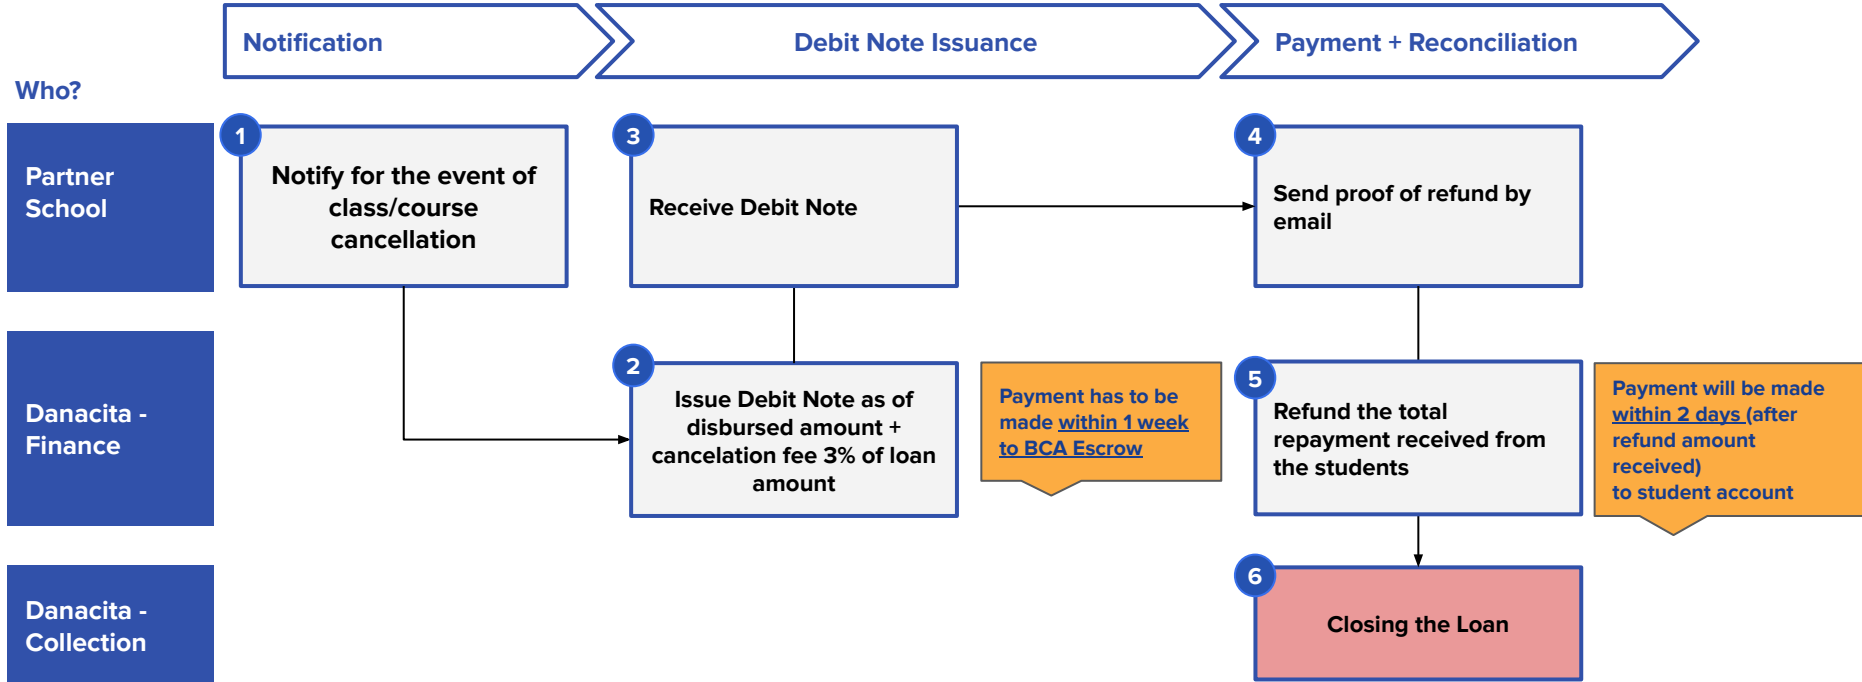 Notification
Debit Note Issuance
Payment + Reconciliation
Who?
Partner
School
1
Notify for the event of
class/course
cancellation
3
Receive Debit Note
4
Send proof of refund by
email
Danacita -
Finance
2
Issue Debit Note as of
disbursed amount +
cancelation fee 3% of loan
amount
Payment has to be
made within 1 week
to BCA Escrow
5
Refund the total
repayment received from
the students
Payment will be made
within 2 days (after
refund amount
received)
to student account
Danacita -
Collection
6
Closing the Loan